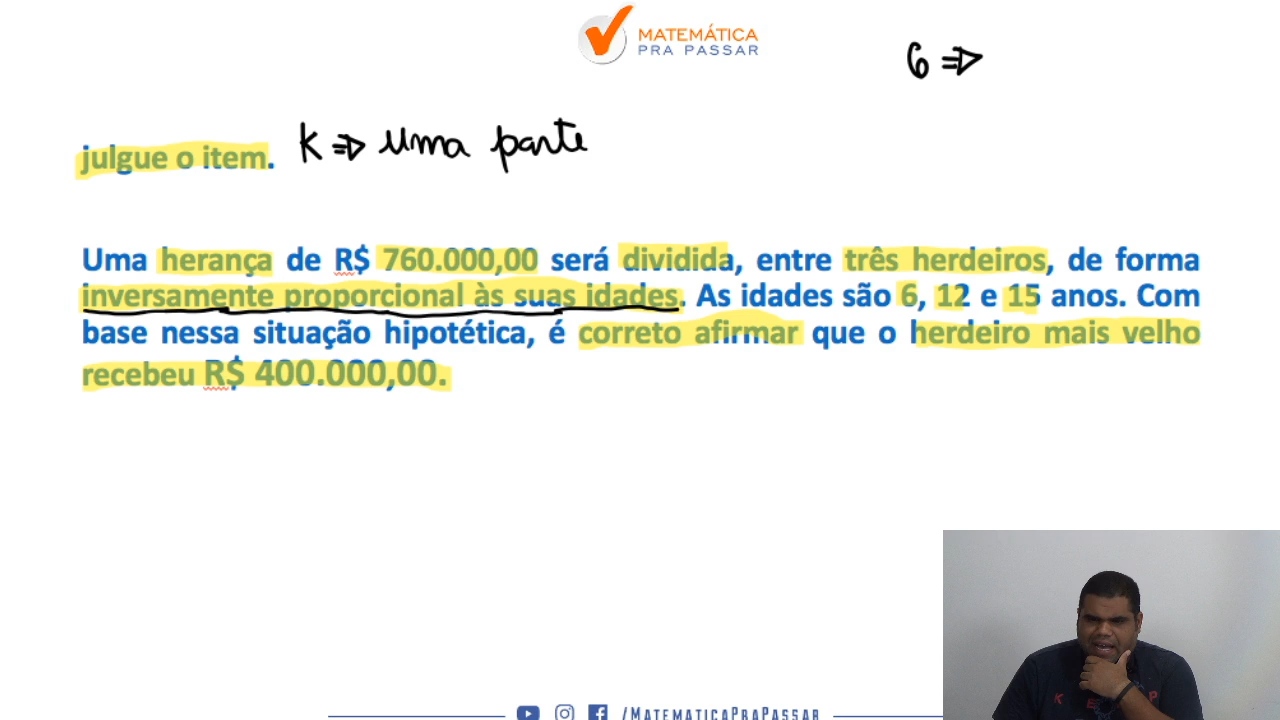 MATEMÁTICA
PRA PASSAR
6 ⇒
julgue o item. K ⇒ uma parte
Uma herança de R$ 760.000,00 será dividida, entre três herdeiros, de forma
inversamente proporcional às suas idades. As idades são 6, 12 e 15 anos. Com
base nessa situação hipotética, é correto afirmar que o herdeiro mais velho
recebeu R$ 400.000,00.
/MATEMATICAPRAPASSAR